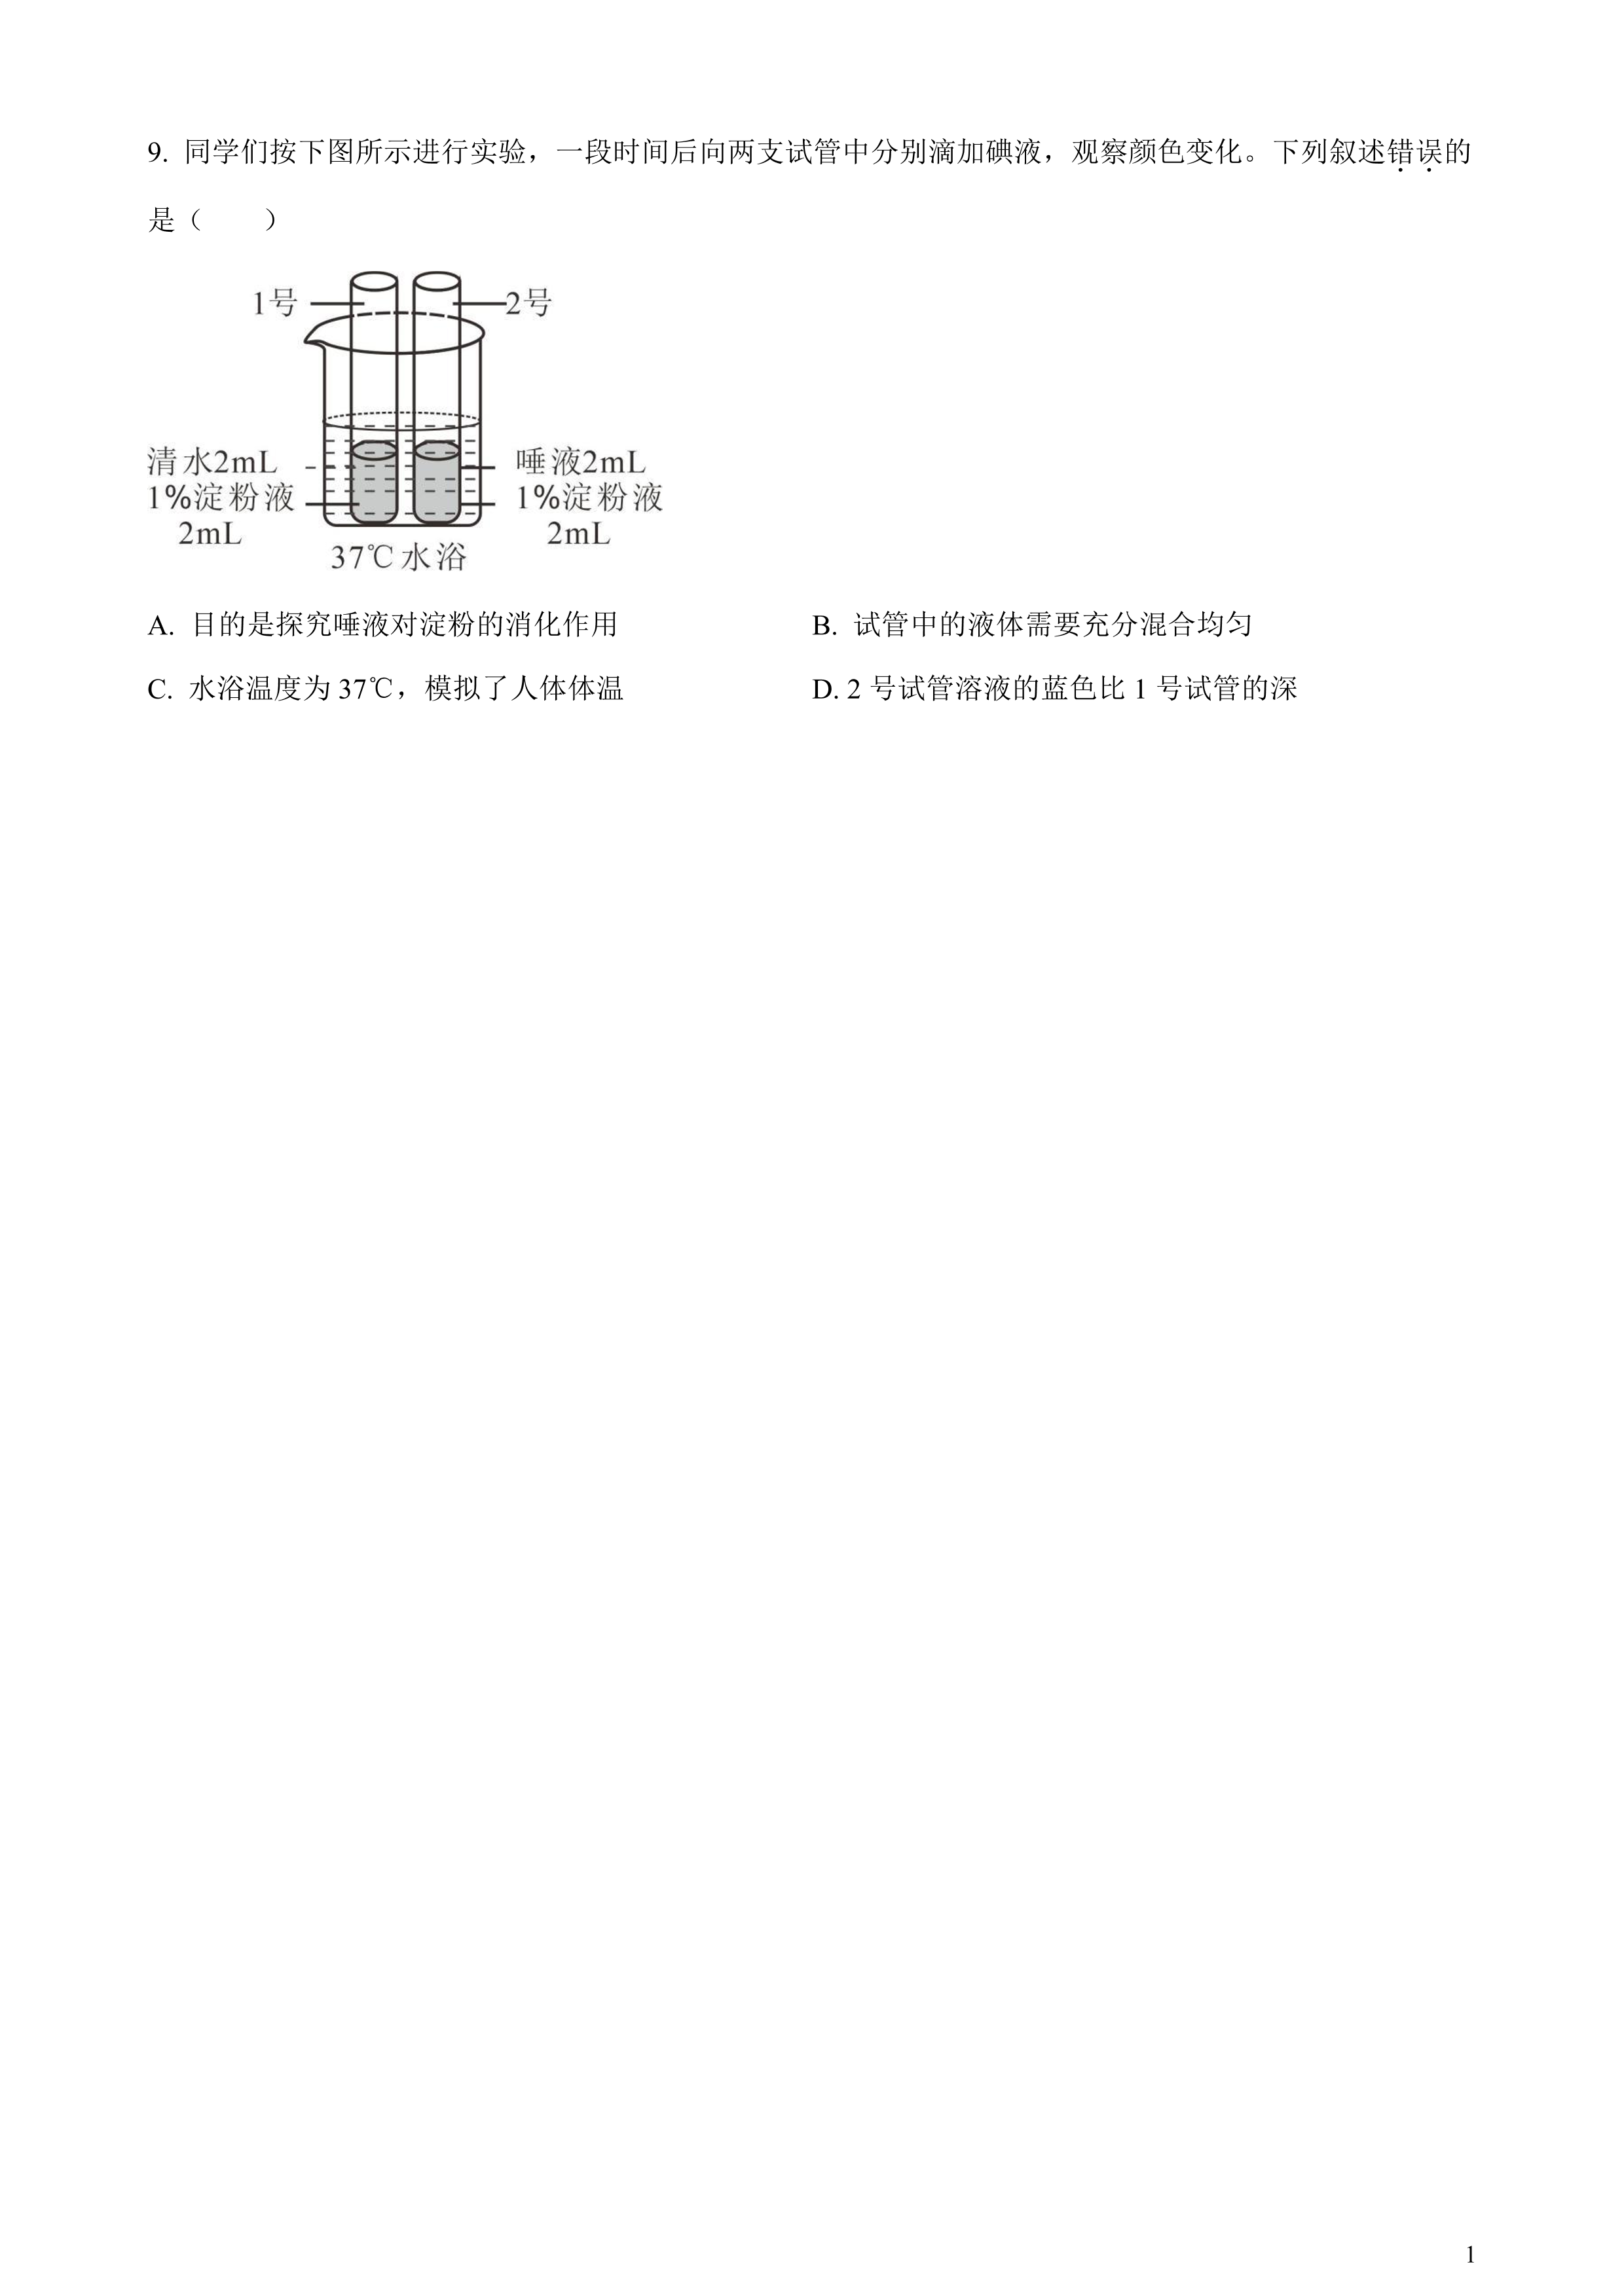 9. 同学们按下图所示进行实验，一段时间后向两支试管中分别滴加碘液，观察颜色变化。下列叙述错误的
是（  ）
1号 2号
清水2mL 唾液2mL
1%淀粉液 1%淀粉液
2mL 2mL
37℃水浴
A. 目的是探究唾液对淀粉的消化作用 B. 试管中的液体需要充分混合均匀
C. 水浴温度为 37℃，模拟了人体体温 D. 2 号试管溶液的蓝色比 1 号试管的深
1